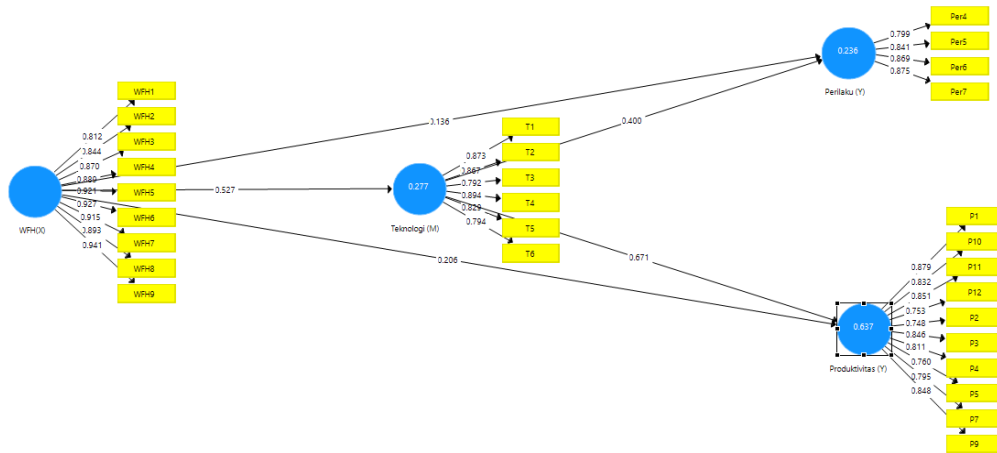 WFH1
WFH2
WFH3
WFH4
WFH5
WFH6
WFH7
WFH8
WFH9
0.812
0.844
0.870
0.889
0.921
0.927
0.915
0.893
0.941
WFH(X)
0.136
0.527
0.206
0.277
Teknologi (M)
T1
T2
T3
T4
T5
T6
0.873
0.867
0.792
0.894
0.829
0.794
0.400
0.671
0.236
Perilaku (Y)
Per4
Per5
Per6
Per7
0.799
0.841
0.869
0.875
0.637
Produktivitas (Y)
P1
P10
P11
P12
P2
P3
P4
P5
P7
P9
0.879
0.832
0.851
0.753
0.748
0.846
0.811
0.760
0.795
0.848